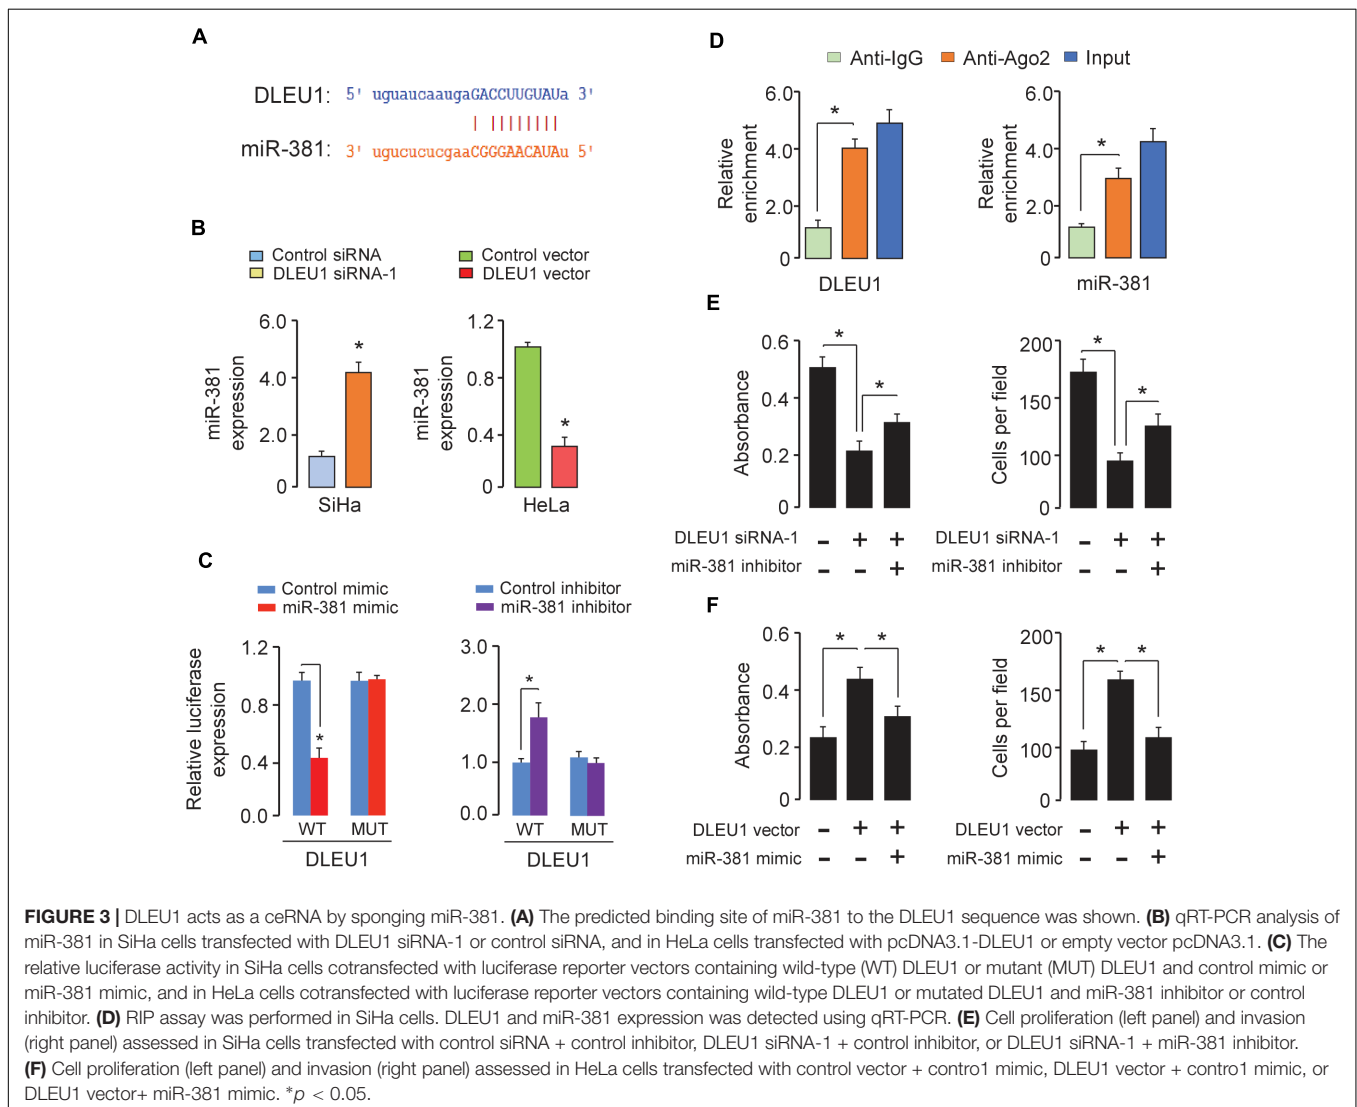 A
DLEU1: 5' uguaucaaugaGACCUUGUAUa 3'
miR-381: 3' ugucucucgaaCGGGAACAUAu 5'
B
Control siRNA
DLEU1 siRNA-1
Control vector
DLEU1 vector
miR-381
expression
6.0
4.0
2.0
0
*
SiHa
miR-381
expression
1.2
0.8
0.4
0
*
HeLa
C
Control mimic
miR-381 mimic
Control inhibitor
miR-381 inhibitor
Relative luciferase
expression
1.2
0.8
0.4
0.0
*
WT MUT
DLEU1
3.0
2.0
1.0
0.0
*
WT MUT
DLEU1
D
Anti-IgG Anti-Ago2 Input
Relative
enrichment
6.0
4.0
2.0
0
*
DLEU1
Relative
enrichment
6.0
4.0
2.0
0
*
miR-381
E
Absorbance
0.6
0.4
0.2
0
* *
DLEU1 siRNA-1 – + +
miR-381 inhibitor – – +
Cells per field
200
150
100
0
* *
DLEU1 siRNA-1 – + +
miR-381 inhibitor – – +
F
Absorbance
0.6
0.4
0.2
0
* *
DLEU1 vector – + +
miR-381 mimic – – +
Cells per field
200
150
100
0
* *
DLEU1 vector – + +
miR-381 mimic – – +
FIGURE 3 | DLEU1 acts as a ceRNA by sponging miR-381. (A) The predicted binding site of miR-381 to the DLEU1 sequence was shown. (B) qRT-PCR analysis of
miR-381 in SiHa cells transfected with DLEU1 siRNA-1 or control siRNA, and in HeLa cells transfected with pcDNA3.1-DLEU1 or empty vector pcDNA3.1. (C) The
relative luciferase activity in SiHa cells cotransfected with luciferase reporter vectors containing wild-type (WT) DLEU1 or mutant (MUT) DLEU1 and control mimic or
miR-381 mimic, and in HeLa cells cotransfected with luciferase reporter vectors containing wild-type DLEU1 or mutated DLEU1 and miR-381 inhibitor or control
inhibitor. (D) RIP assay was performed in SiHa cells. DLEU1 and miR-381 expression was detected using qRT-PCR. (E) Cell proliferation (left panel) and invasion
(right panel) assessed in SiHa cells transfected with control siRNA + control inhibitor, DLEU1 siRNA-1 + control inhibitor, or DLEU1 siRNA-1 + miR-381 inhibitor.
(F) Cell proliferation (left panel) and invasion (right panel) assessed in HeLa cells transfected with control vector + contro1 mimic, DLEU1 vector + contro1 mimic, or
DLEU1 vector+ miR-381 mimic. *p < 0.05.